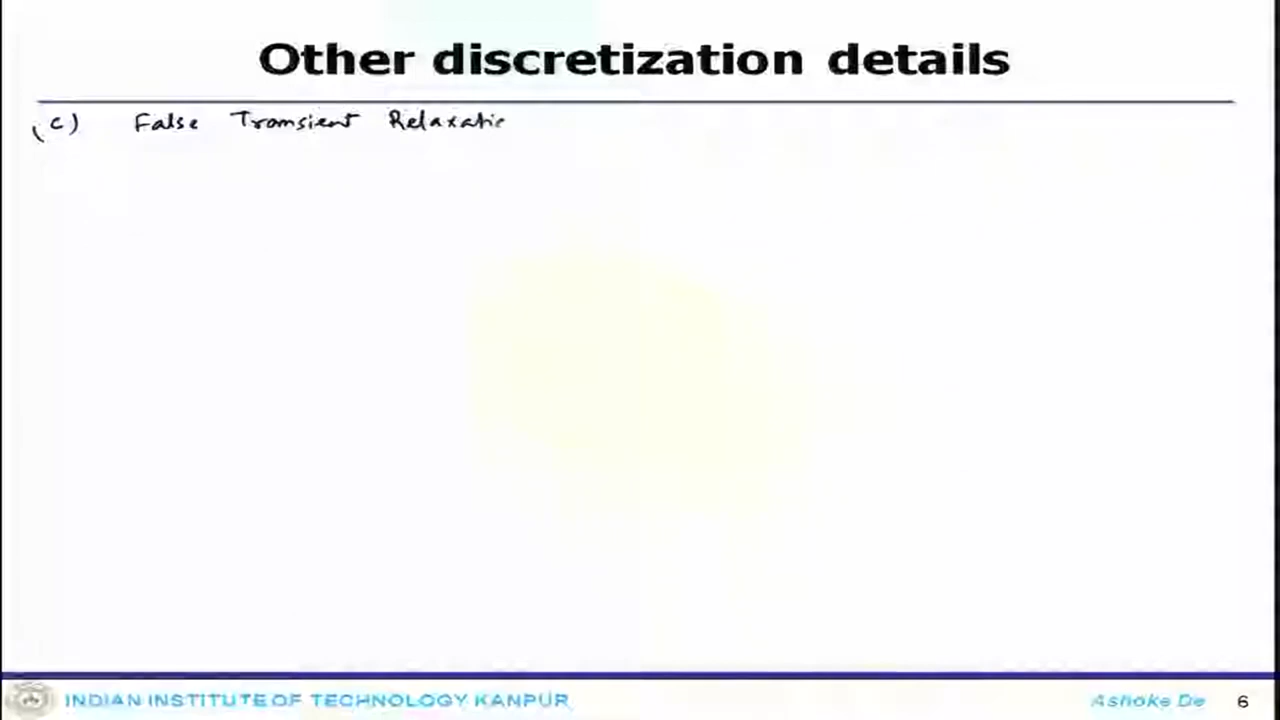 Other discretization details
(c) False Transient Relaxatio
INDIAN INSTITUTE OF TECHNOLOGY KANPUR Ashoke De 6